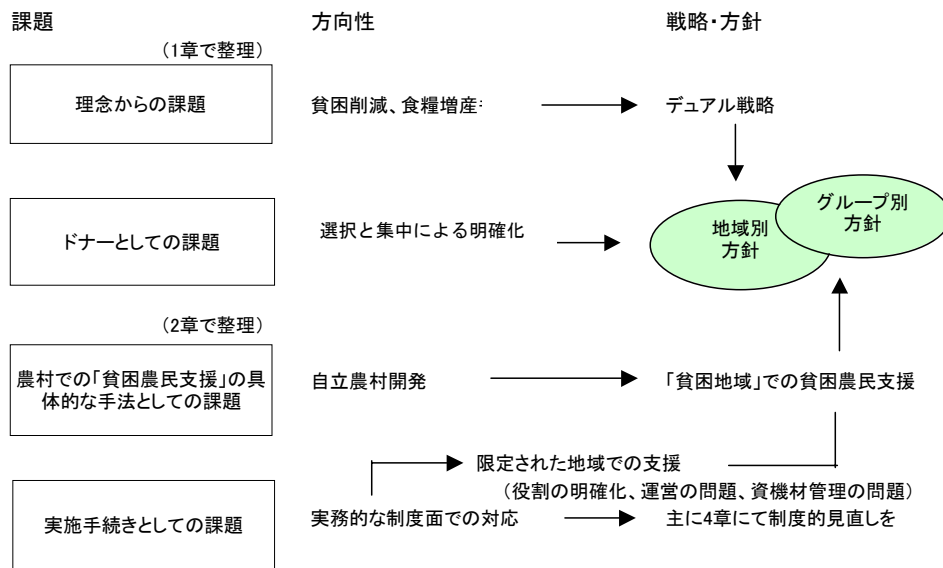 課題
方向性
戦略・方針
（1章で整理）
理念からの課題
貧困削減、食糧増産
デュアル戦略
ドナーとしての課題
選択と集中による明確化
地域別
方針
グループ別
方針
（2章で整理）
農村での「貧困農民支援」の具
体的な手法としての課題
自立農村開発
「貧困地域」での貧困農民支援
限定された地域での支援
（役割の明確化、運営の問題、資機材管理の問題）
実施手続きとしての課題
実務的な制度面での対応
主に4章にて制度的見直しを